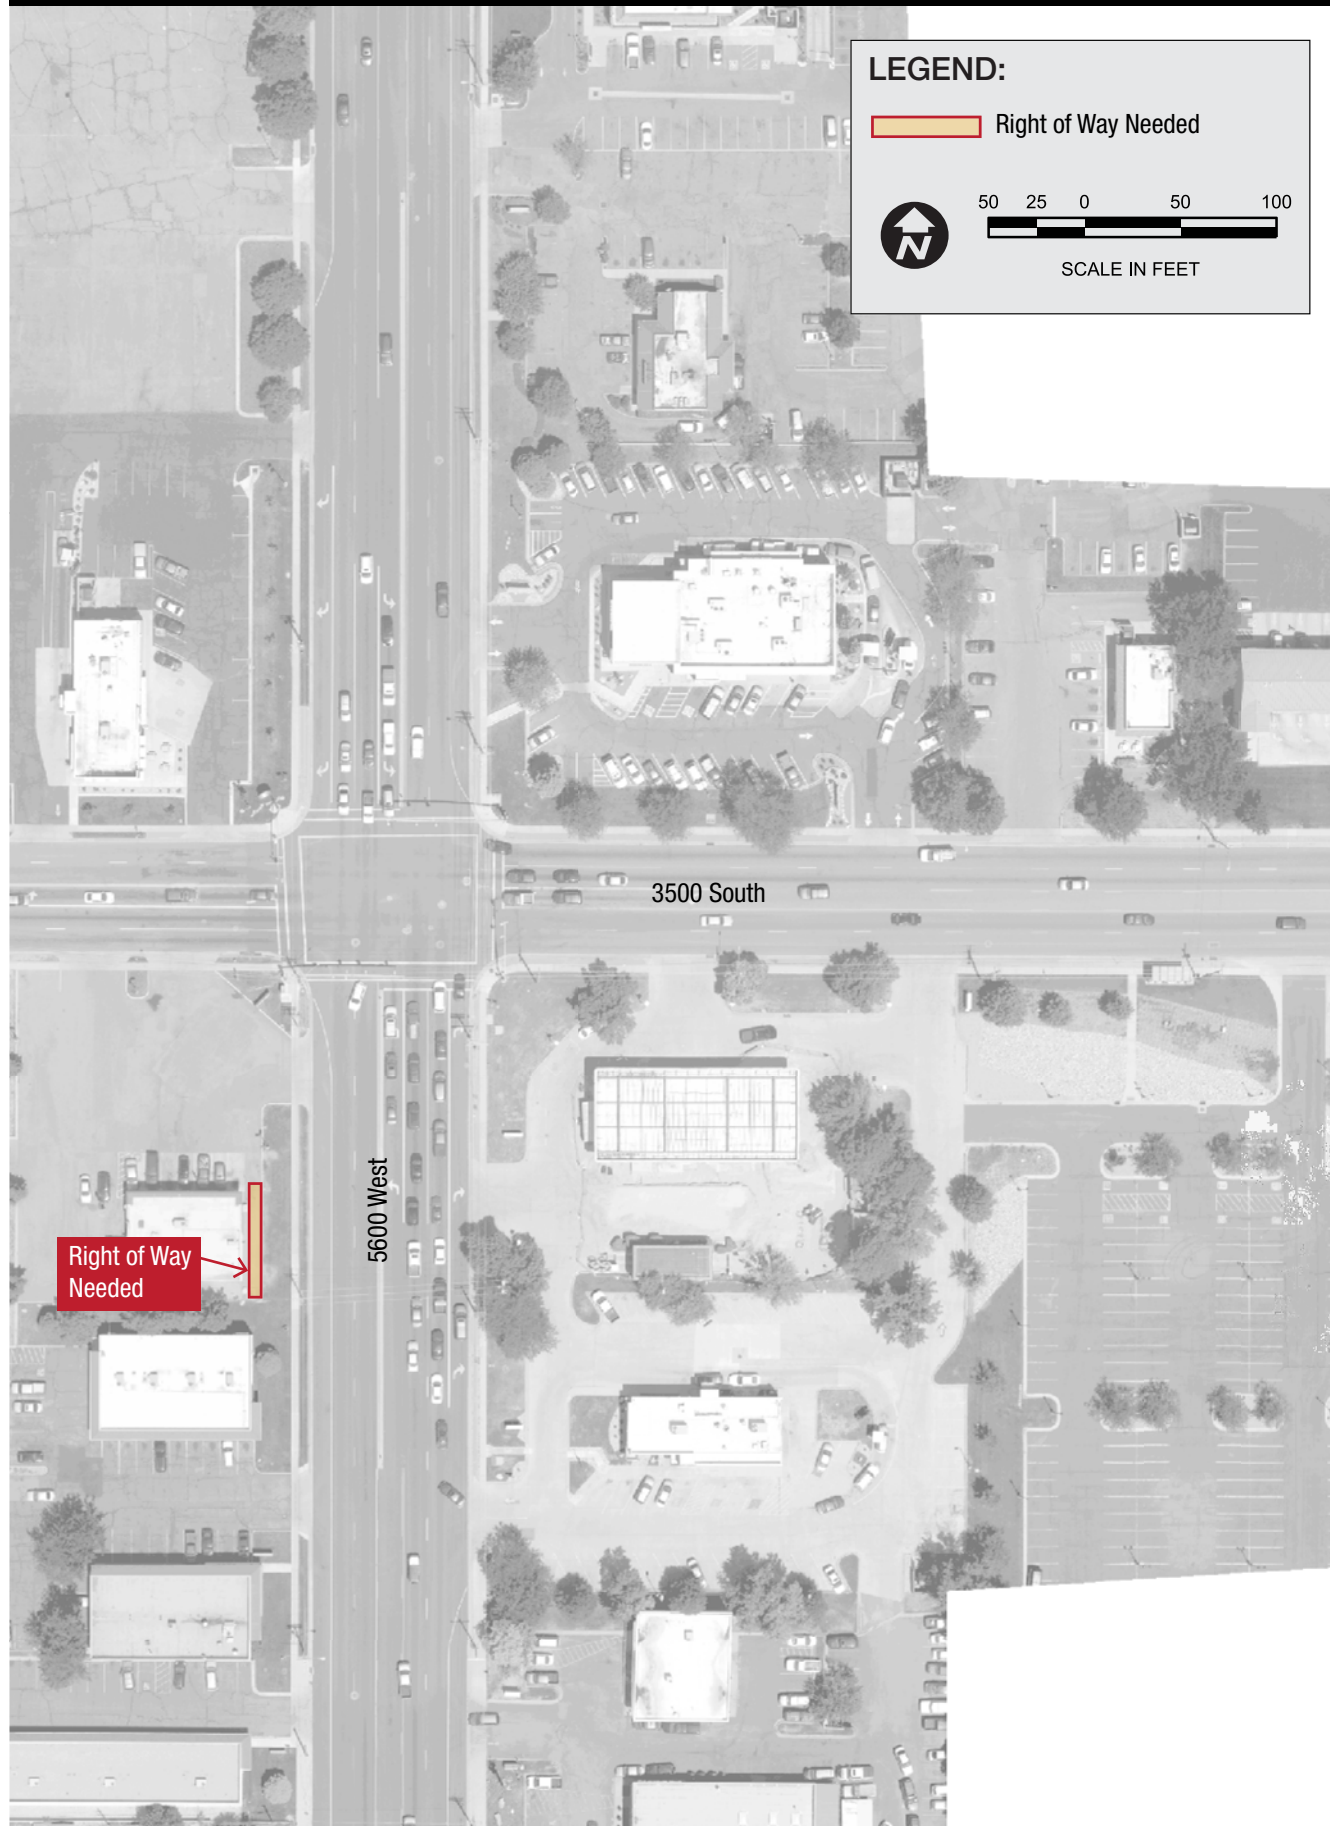 LEGEND:
Right of Way Needed
50 25 0 50 100
N
SCALE IN FEET
3500 South
5600 West
Right of Way
Needed